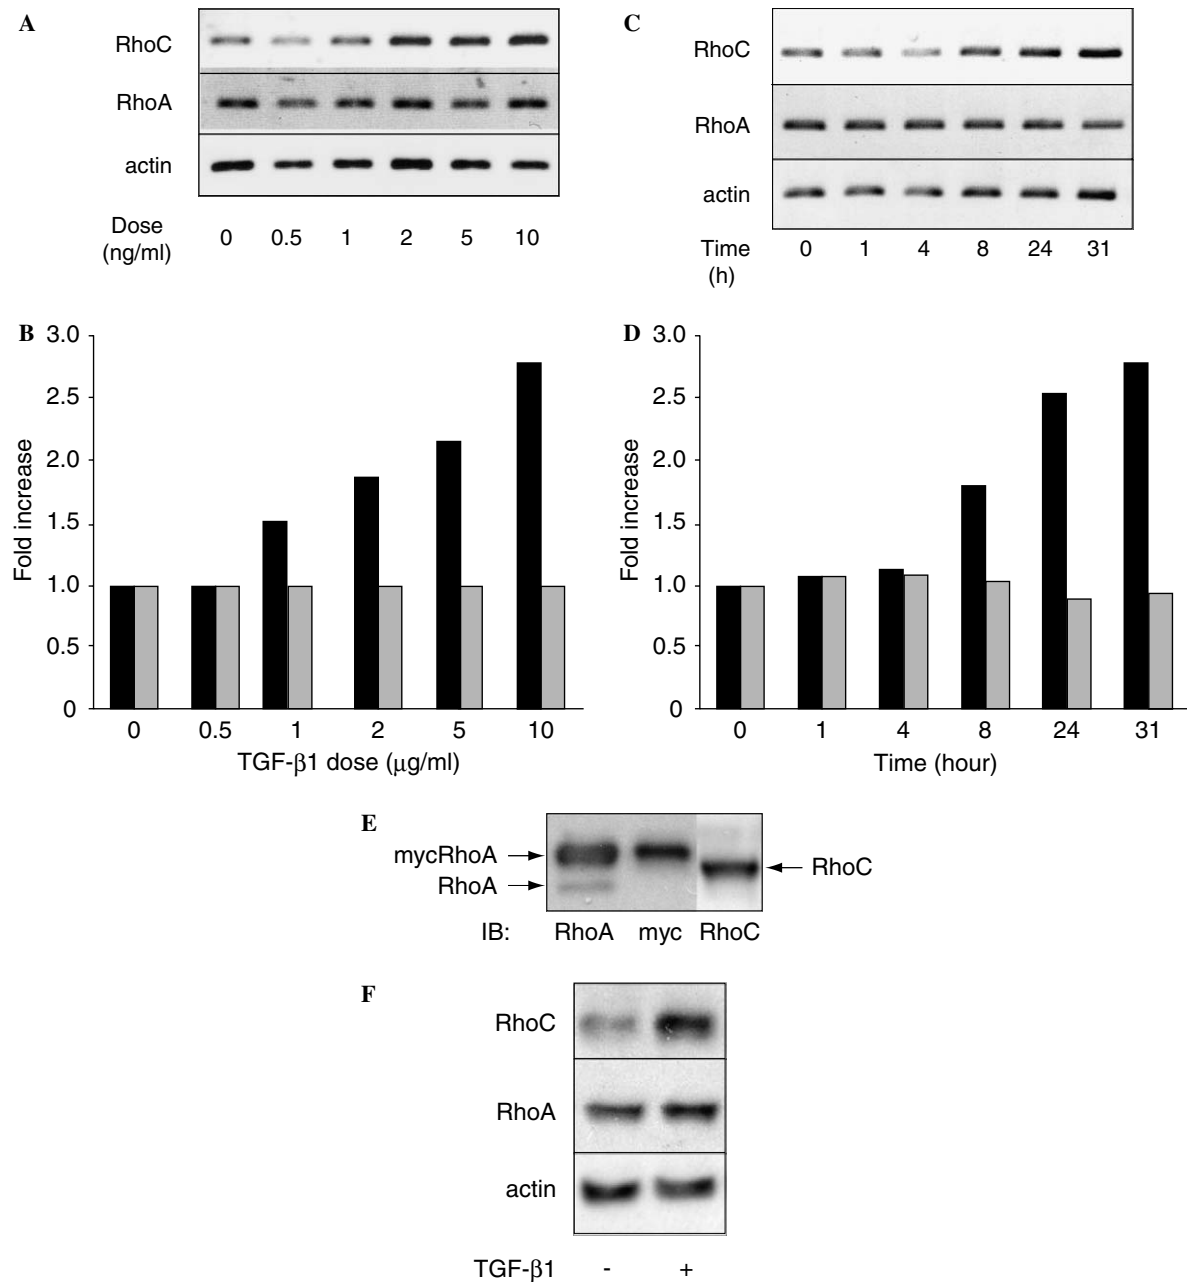 A
RhoC
RhoA
actin
Dose
(ng/ml)
0 0.5 1 2 5 10
C
RhoC
RhoA
actin
Time
(h)
0 1 4 8 24 31
B
3.0
2.5
2.0
1.5
1.0
0.5
0
Fold increase
0 0.5 1 2 5 10
TGF-β1 dose (μg/ml)
D
3.0
2.5
2.0
1.5
1.0
0.5
0
Fold increase
0 1 4 8 24 31
Time (hour)
E
mycRhoA
RhoA
RhoC
IB: RhoA myc RhoC
F
RhoC
RhoA
actin
TGF-β1 - +